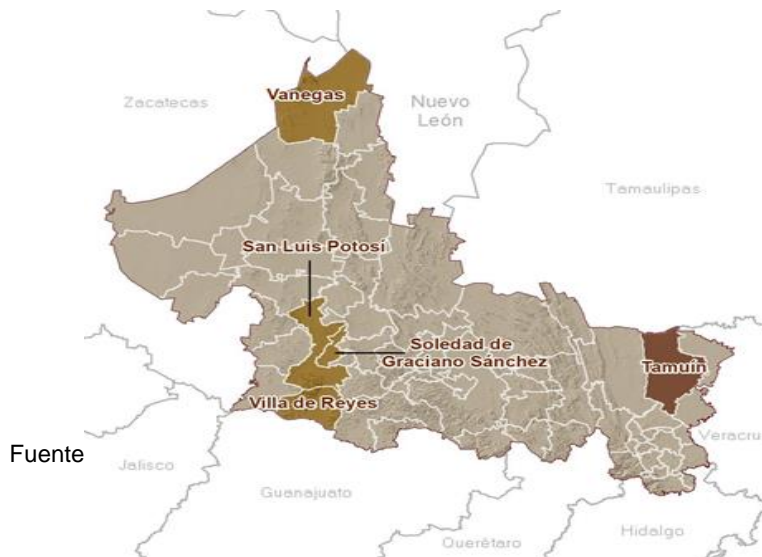 Vanegas
Zacatecas
Nuevo
León
Tamaulipas
San Luis Potosí
Soledad de
Graciano Sánchez
Tamuín
Villa de Reyes
Veracru
Fuente
Jalisco
Guanajuato
Querétaro
Hidalgo